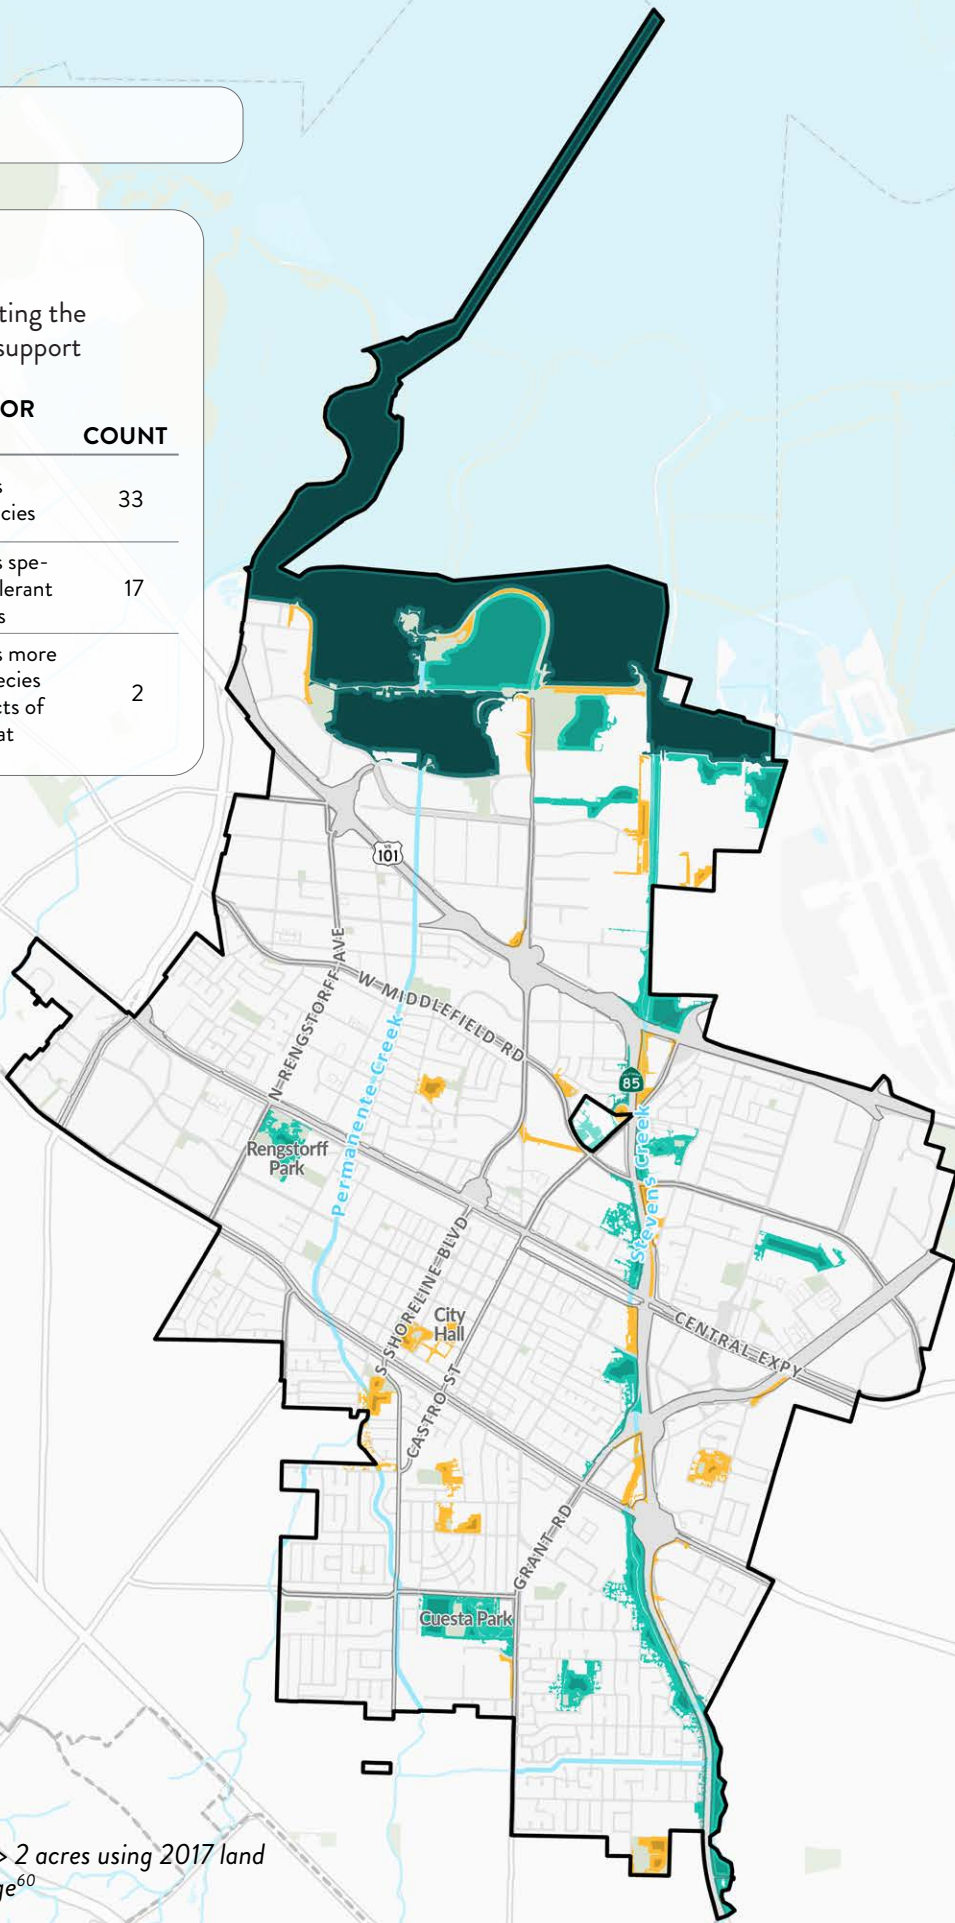 ting the
support
OR
COUNT
s
cies
33
s spe-
lerant
s
17
s more
ecies
cts of
at
2
US
101
N RENGSTORFF AVE
W MIDDLEFIELD RD
Permanente Creek
85
Stevens Creek
Rengstorff
Park
S SHORELINE BLVD
City
Hall
CENTRAL EXPY
CASTRO ST
GRANT RD
Cuesta Park
> 2 acres using 2017 land
ge60